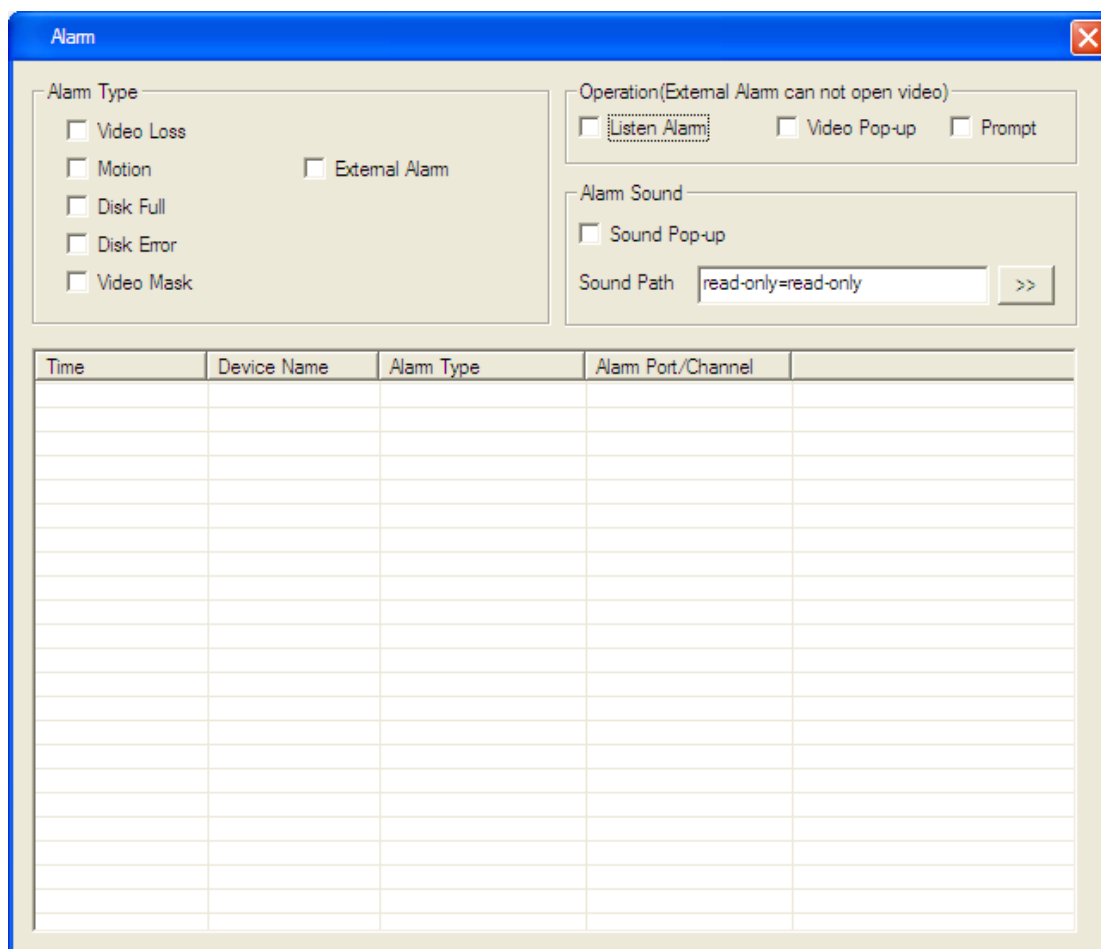 Alarm
Alarm Type
Video Loss
Motion
External Alarm
Disk Full
Disk Error
Video Mask
Operation(External Alarm can not open video)
Listen Alarm Video Pop-up Prompt
Alarm Sound
Sound Pop-up
Sound Path read-only=read-only >>
Time Device Name Alarm Type Alarm Port/Channel